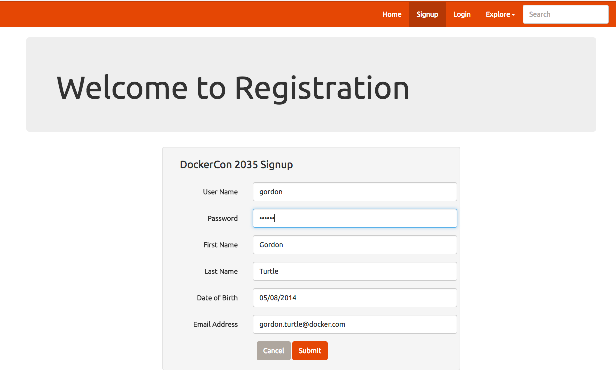 Home Signup Login Explore Search
Welcome to Registration
DockerCon 2035 Signup
User Name gordon
Password ••••••
First Name Gordon
Last Name Turtle
Date of Birth 05/08/2014
Email Address gordon.turtle@docker.com
Cancel Submit